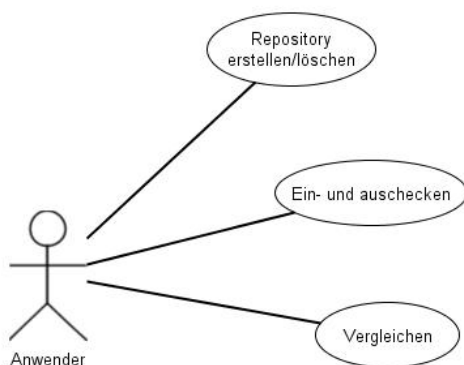 Repository
erstellen/löschen
Ein- und auschecken
Vergleichen
Anwender